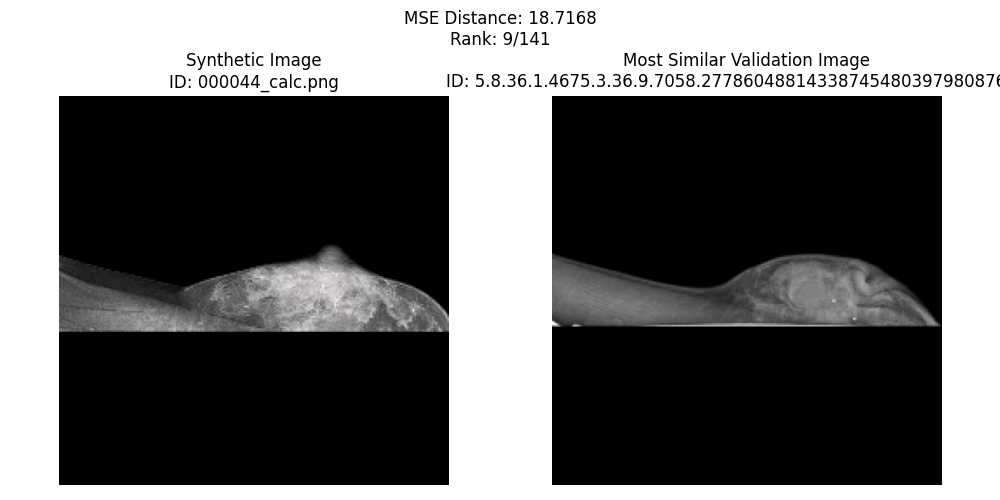 MSE Distance: 18.7168
Rank: 9/141
Synthetic Image
ID: 000044_calc.png
Most Similar Validation Image
ID: 5.8.36.1.4675.3.36.9.7058.27786048814338745480397980876